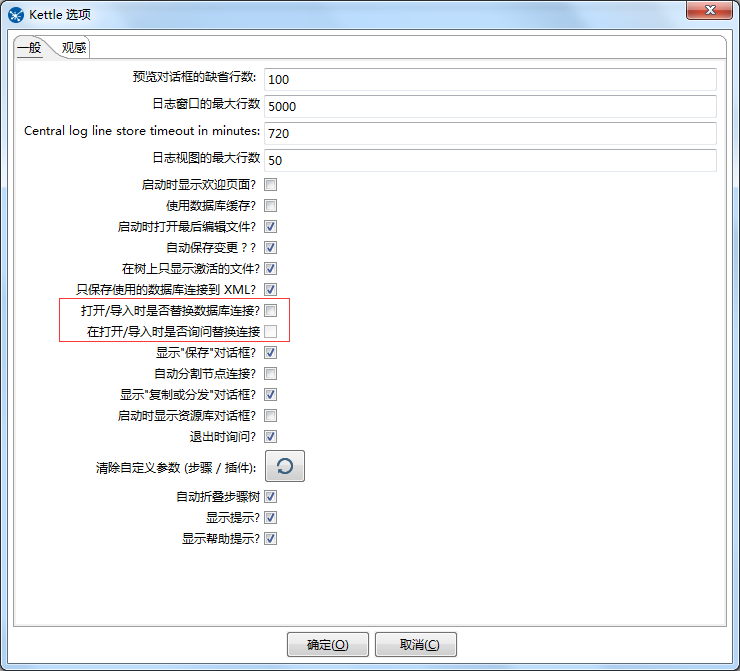 Kettle 选项
一般 观感
预览对话框的缺省行数: 100
日志窗口的最大行数 5000
Central log line store timeout in minutes: 720
日志视图的最大行数 50
启动时显示欢迎页面?
使用数据库缓存?
启动时打开最后编辑文件?
自动保存变更？?
在树上只显示激活的文件?
只保存使用的数据库连接到 XML?
打开/导入时是否替换数据库连接?
在打开/导入时是否询问替换连接
显示"保存"对话框?
自动分割节点连接?
显示"复制或分发"对话框?
启动时显示资源库对话框?
退出时询问?
清除自定义参数 (步骤 / 插件):
自动折叠步骤树
显示提示?
显示帮助提示?
确定(O) 取消(C)